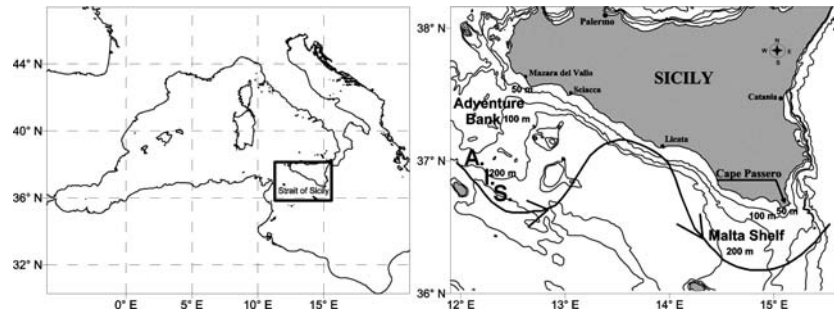 44° N
40° N
36° N
32° N
0° E
5° E
10° E
15° E
Strait of Sicily
38° N
37° N
36° N
12° E
13° E
14° E
15° E
Palermo
N
W
E
S
Mazara del Vallo
50 m
Sciacca
SICILY
Catania
Adventure
Bank
100 m
Licata
A.
I.
S.
200 m
Cape Passero
50 m
100 m
Malta Shelf
200 m